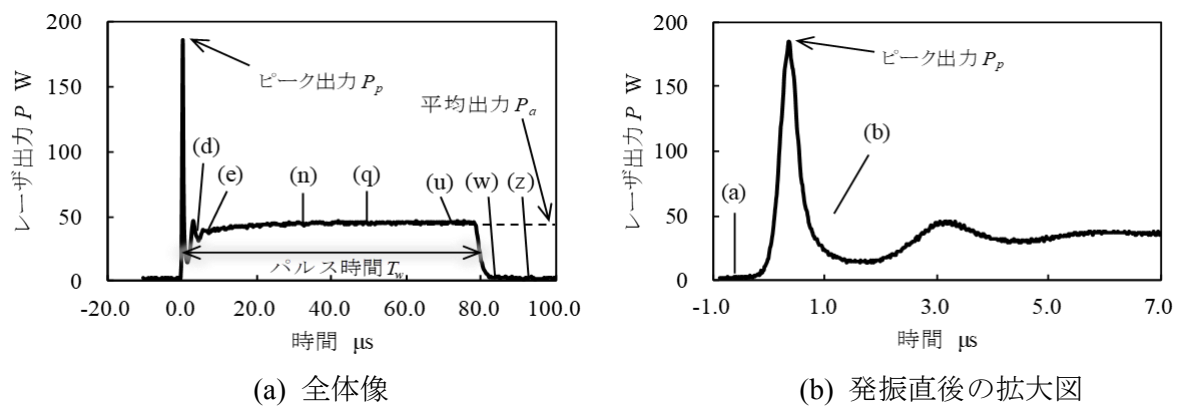 200
150
100
50
0
レーザ出力 P W
ピーク出力 Pp
平均出力 Pa
(d)
(e)
(n)
(q)
(u)
(w)
(z)
パルス時間 Tw
-20.0 0.0 20.0 40.0 60.0 80.0 100.0
時間 μs
(a) 全体像
200
150
100
50
0
レーザ出力 P W
ピーク出力 Pp
(b)
(a)
-1.0 1.0 3.0 5.0 7.0
時間 μs
(b) 発振直後の拡大図